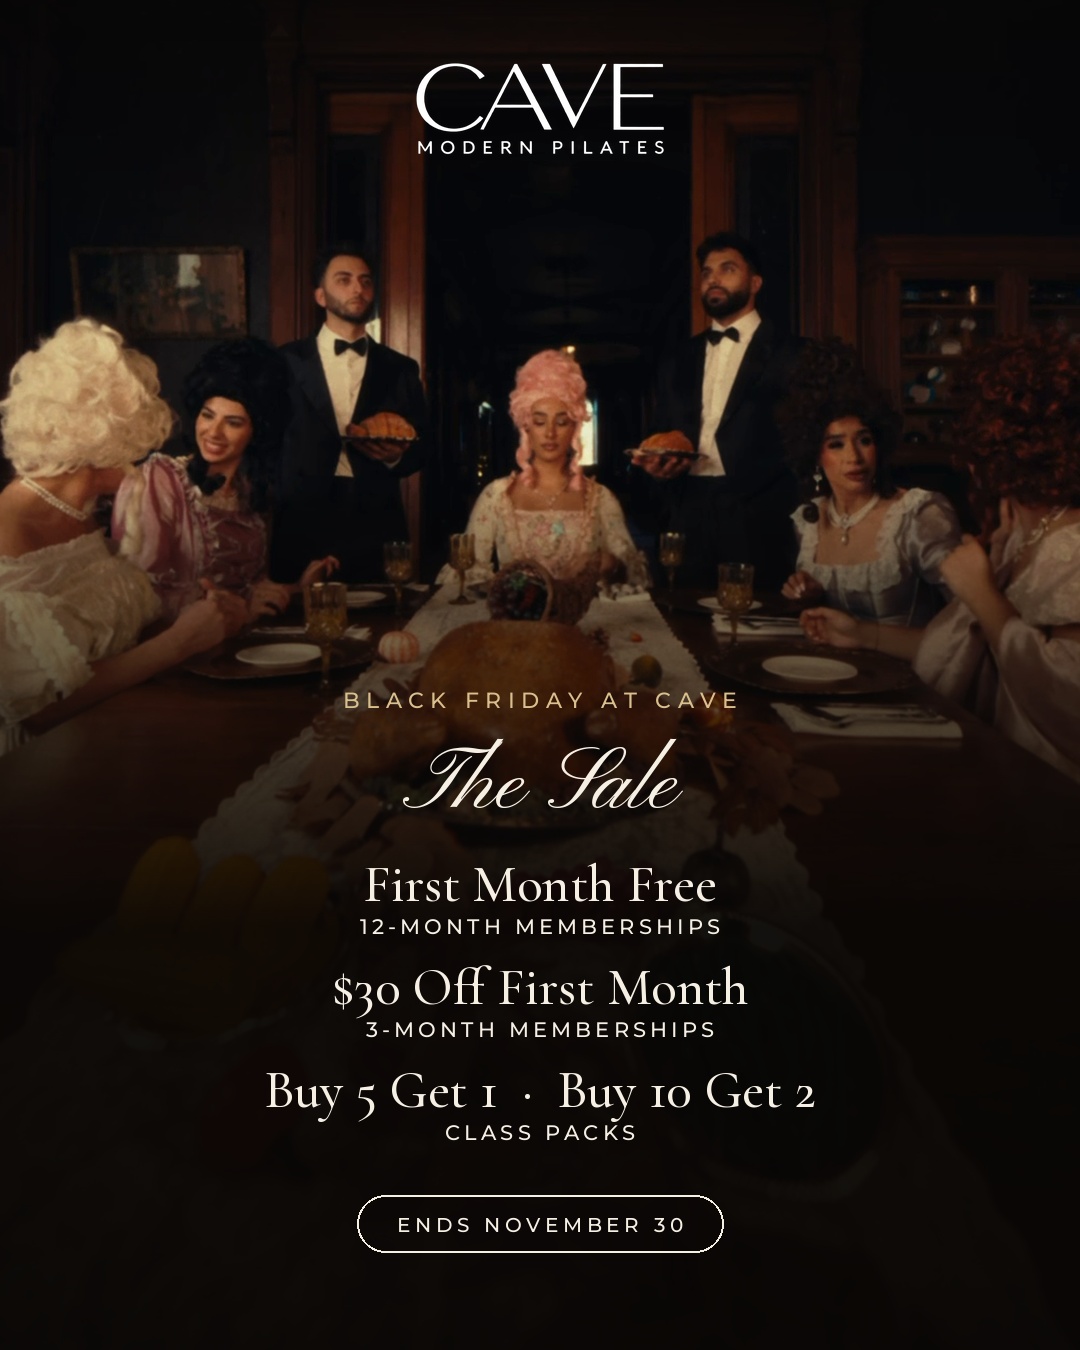 CAVE
MODERN PILATES
BLACK FRIDAY AT CAVE
The Sale
First Month Free
12-MONTH MEMBERSHIPS
$30 Off First Month
3-MONTH MEMBERSHIPS
Buy 5 Get 1 · Buy 10 Get 2
CLASS PACKS
ENDS NOVEMBER 30